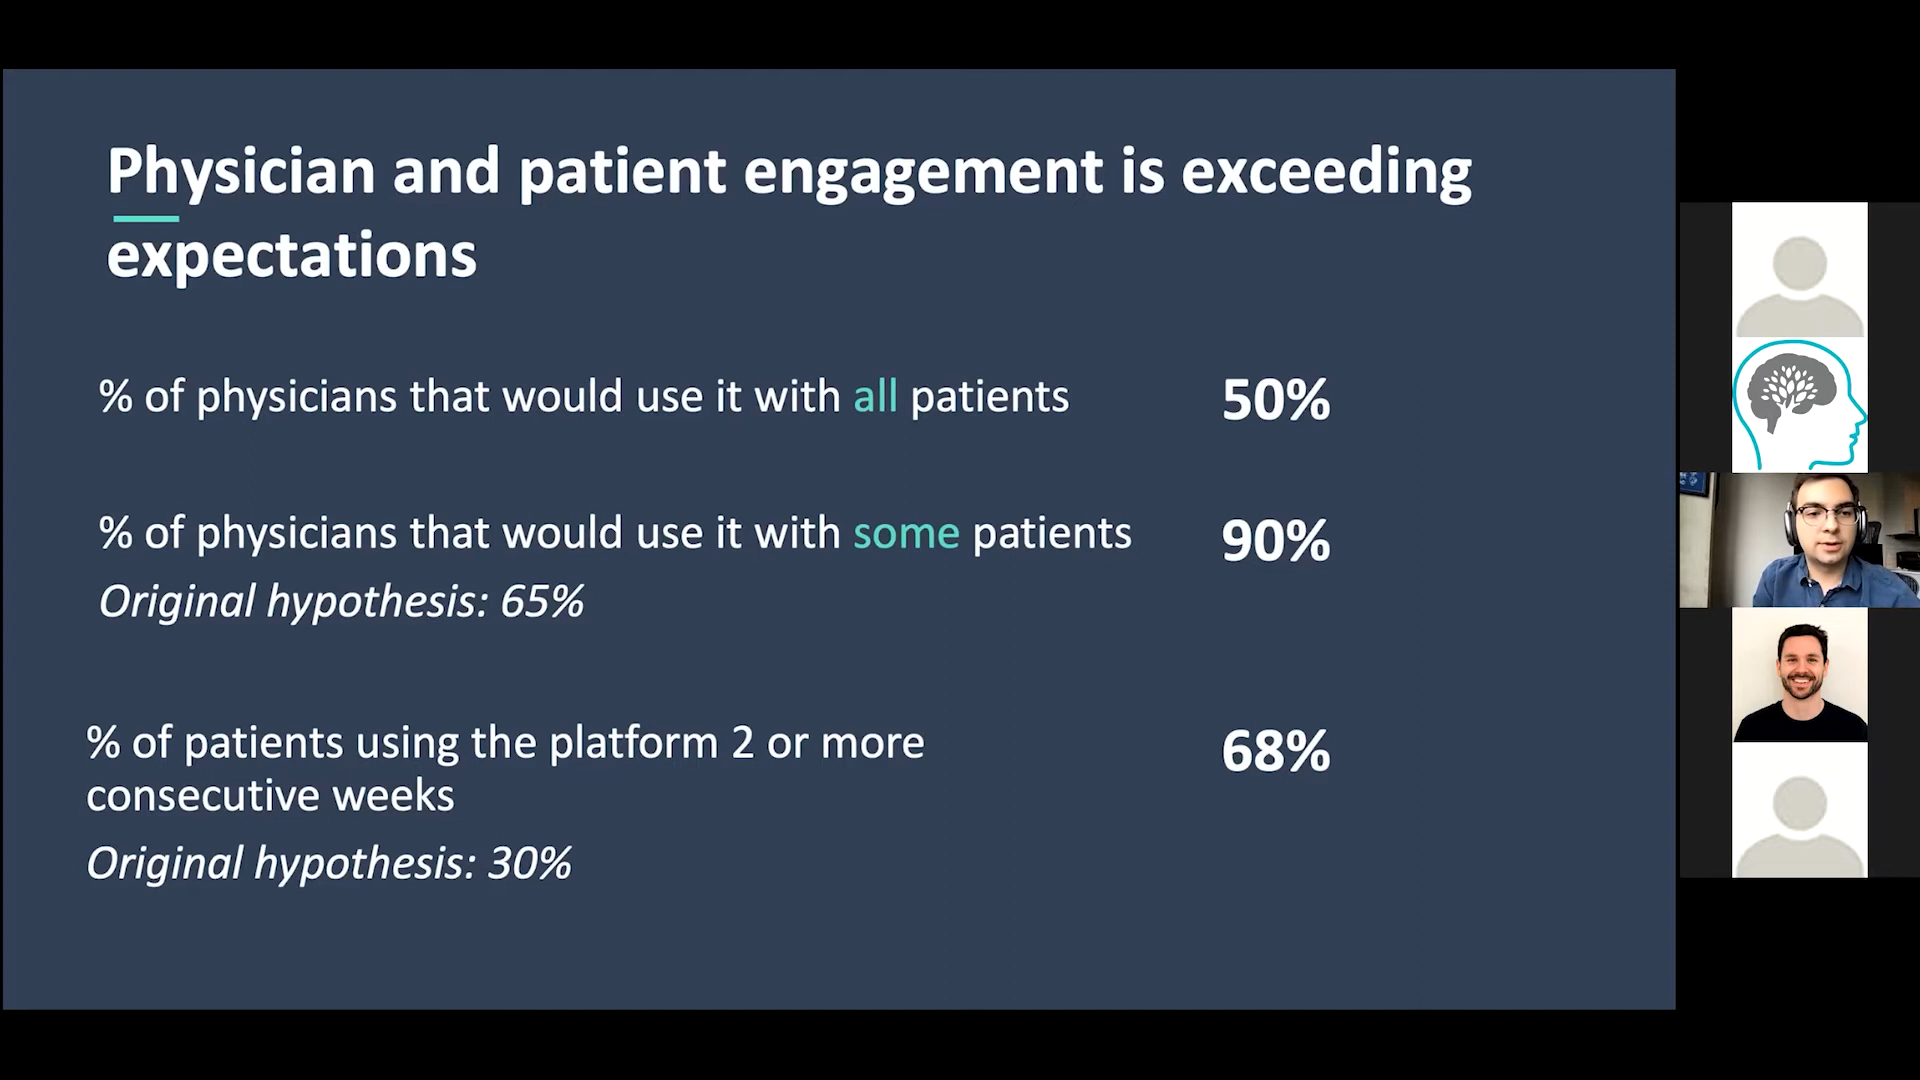 Physician and patient engagement is exceeding
expectations
% of physicians that would use it with all patients
50%
% of physicians that would use it with some patients
90%
Original hypothesis: 65%
% of patients using the platform 2 or more
consecutive weeks
68%
Original hypothesis: 30%